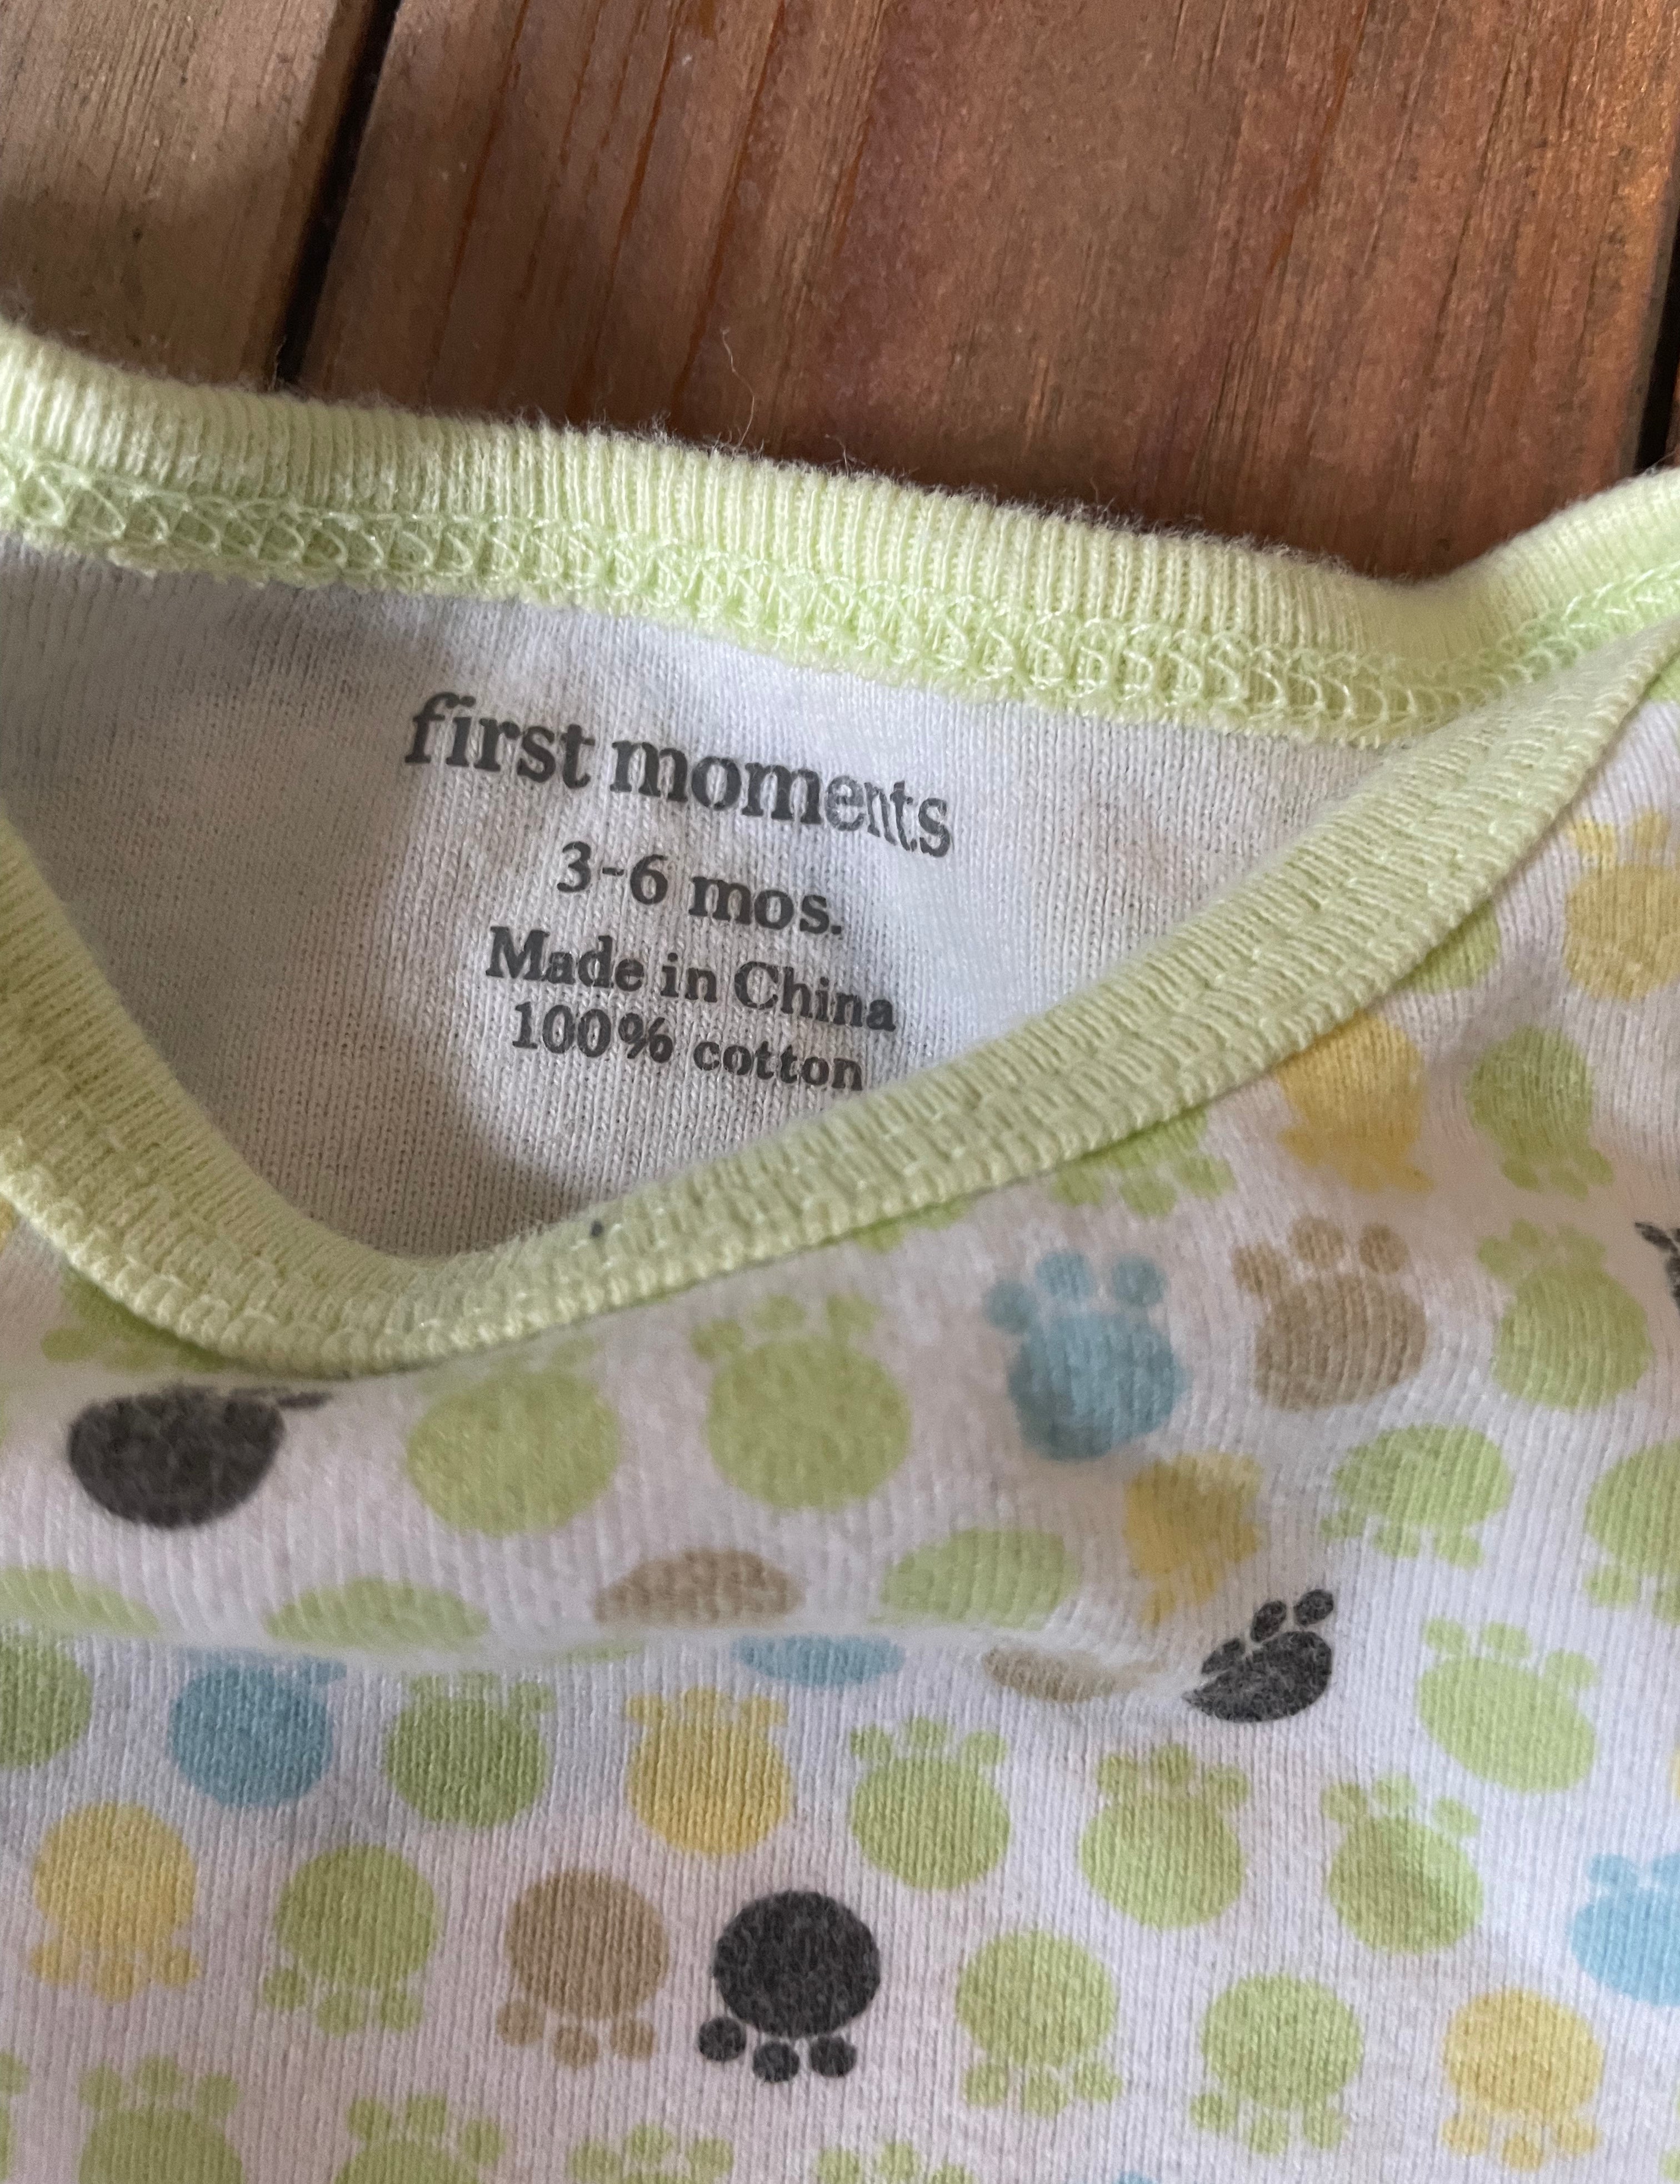 first moments
3-6 mos.
Made in China
100% cotton